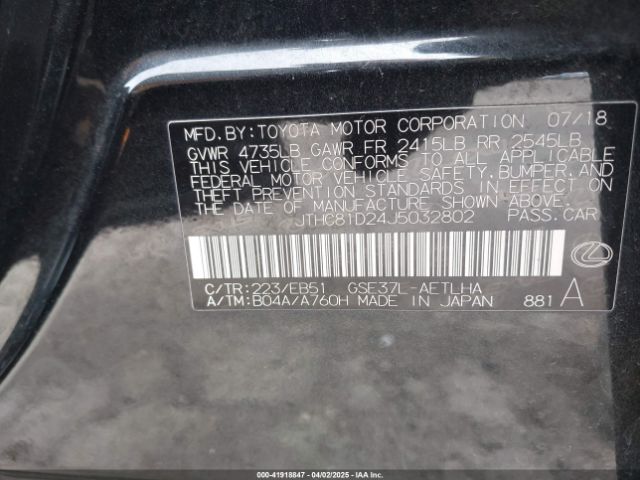 MFD. BY: TOYOTA MOTOR CORPORATION 07/18
GVWR 4735LB GAWR FR 2415LB RR 2545LB
THIS VEHICLE CONFORMS TO ALL APPLICABLE
FEDERAL MOTOR VEHICLE SAFETY, BUMPER, AND
THEFT PREVENTION STANDARDS IN EFFECT ON
THE DATE OF MANUFACTURE SHOWN ABOVE.
JTHC81D24J5032802 PASS. CAR
C/TR: 223/EB51 GSE37L-AETLHA
A/TM: B04A/A760H MADE IN JAPAN 881 A
000-41918847 - 04/02/2025 - IAAI.COM